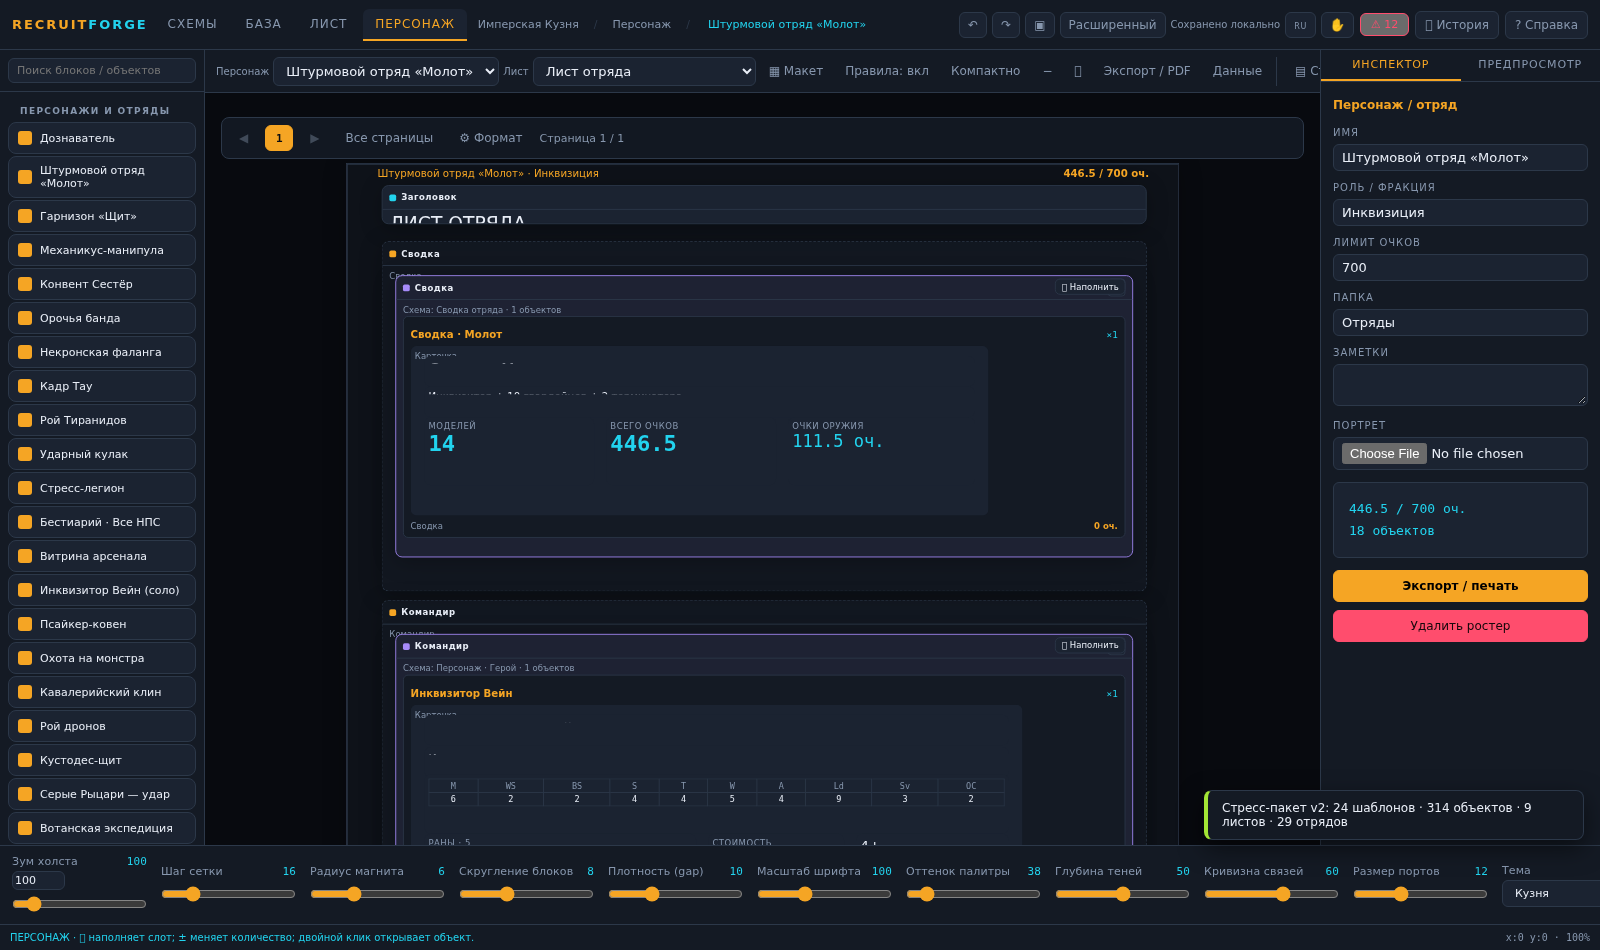 RECRUITFORGE СХЕМЫ БАЗА ЛИСТ ПЕРСОНАЖ Имперская Кузня / Персонаж / Штурмовой отряд «Молот» ↶ ↷ ▣ Расширенный Сохранено локально RU ✋ ⚠ 12 История ? Справка
Поиск блоков / объектов
ПЕРСОНАЖИ И ОТРЯДЫ
Дознаватель
Штурмовой отряд
«Молот»
Гарнизон «Щит»
Механикус-манипула
Конвент Сестёр
Орочья банда
Некронская фаланга
Кадр Тау
Рой Тиранидов
Ударный кулак
Стресс-легион
Бестиарий · Все НПС
Витрина арсенала
Инквизитор Вейн (соло)
Псайкер-ковен
Охота на монстра
Кавалерийский клин
Рой дронов
Кустодес-щит
Серые Рыцари — удар
Вотанская экспедиция
Персонаж Штурмовой отряд «Молот» Лист Лист отряда ▦ Макет Правила: вкл Компактно − Экспорт / PDF Данные ▤
◀ 1 ▶ Все страницы ⚙ Формат Страница 1 / 1
Штурмовой отряд «Молот» · Инквизиция 446.5 / 700 оч.
Заголовок
ЛИСТ ОТРЯДА
Сводка
Сводка
Сводка Наполнить
Схема: Сводка отряда · 1 объектов
Сводка · Молот ×1
Карточка
МОДЕЛЕЙ ВСЕГО ОЧКОВ ОЧКИ ОРУЖИЯ
14 446.5 111.5 оч.
Сводка 0 оч.
Командир
Командир
Командир Наполнить
Схема: Персонаж · Герой · 1 объектов
Инквизитор Вейн ×1
Карточка
M WS BS S T W A Ld Sv OC
6 2 2 4 4 5 4 9 3 2
РАНЫ · 5 СТОИМОСТЬ 4+
ИНСПЕКТОР ПРЕДПРОСМОТР
Персонаж / отряд
ИМЯ
Штурмовой отряд «Молот»
РОЛЬ / ФРАКЦИЯ
Инквизиция
ЛИМИТ ОЧКОВ
700
ПАПКА
Отряды
ЗАМЕТКИ
ПОРТРЕТ
Choose File No file chosen
446.5 / 700 оч.
18 объектов
Экспорт / печать
Удалить ростер
Стресс-пакет v2: 24 шаблонов · 314 объектов · 9
листов · 29 отрядов
Зум холста 100
100
Шаг сетки 16
Радиус магнита 6
Скругление блоков 8
Плотность (gap) 10
Масштаб шрифта 100
Оттенок палитры 38
Глубина теней 50
Кривизна связей 60
Размер портов 12
Тема
Кузня
ПЕРСОНАЖ · наполняет слот; ± меняет количество; двойной клик открывает объект. x:0 y:0 · 100%